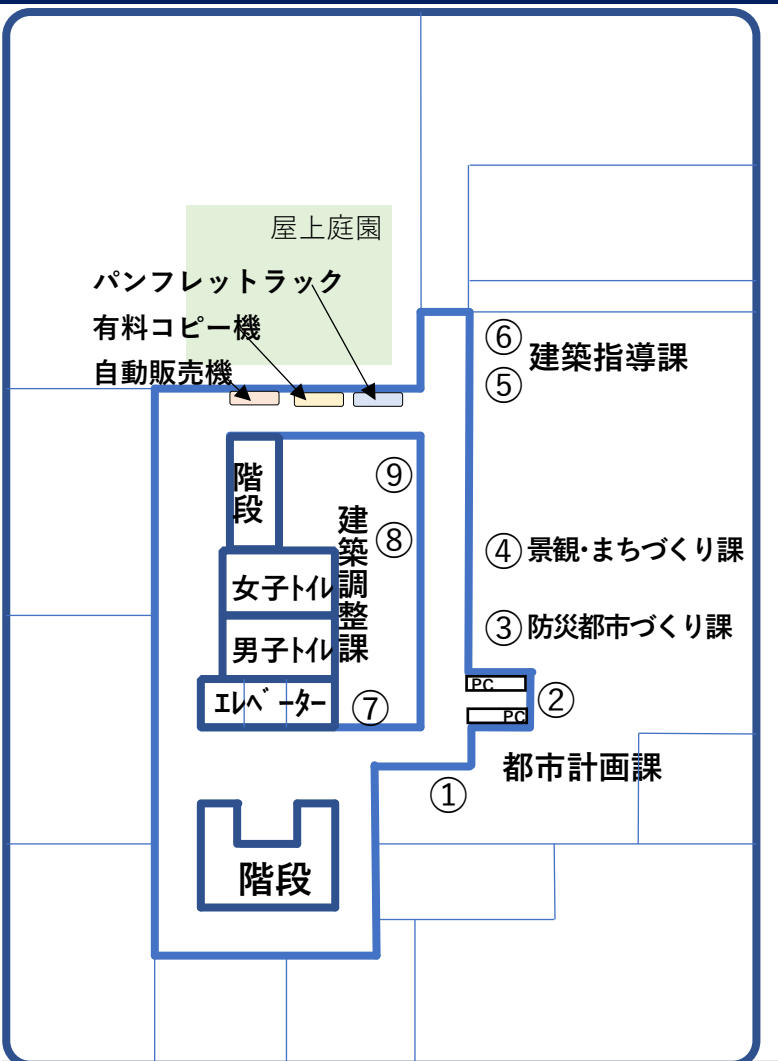 屋上庭園
パンフレットラック
有料コピー機
自動販売機
⑥
建築指導課
⑤
⑨
階段
建築調整課
⑧
④ 景観・まちづくり課
女子トイレ
③ 防災都市づくり課
男子トイレ
PC
②
エレベーター
⑦
PC
都市計画課
①
階段